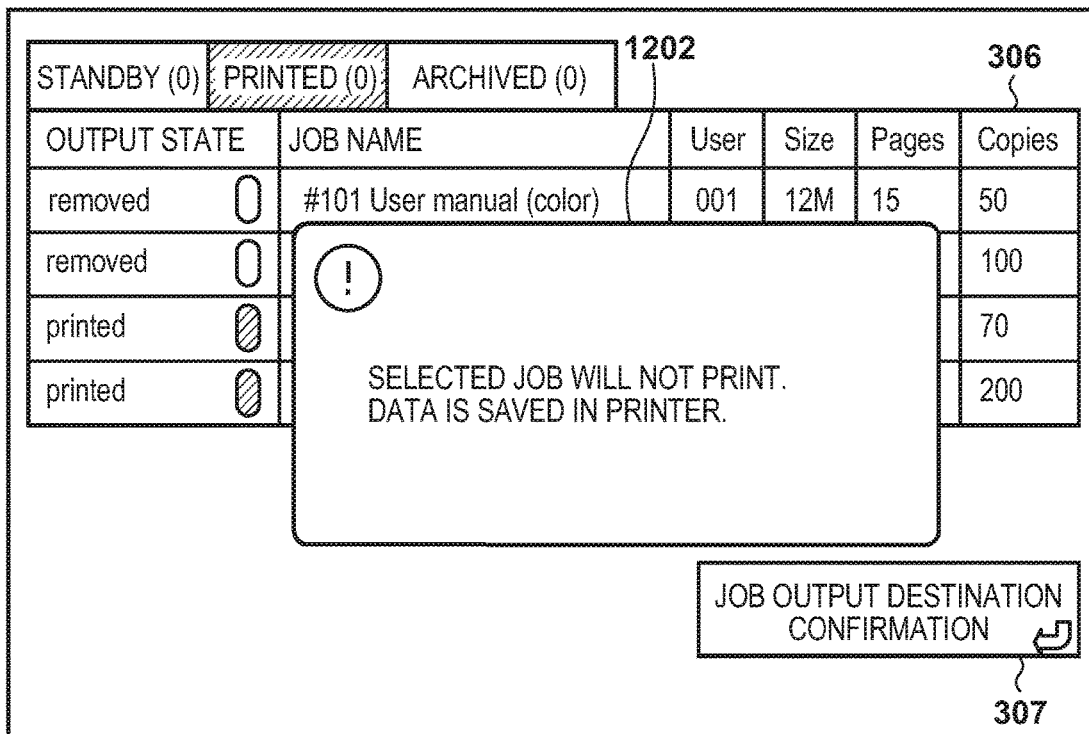 1202
306
STANDBY (0) PRINTED (0) ARCHIVED (0)
OUTPUT STATE JOB NAME User Size Pages Copies
removed #101 User manual (color) 001 12M 15 50
removed 100
printed 70
printed 200
!
SELECTED JOB WILL NOT PRINT.
DATA IS SAVED IN PRINTER.
JOB OUTPUT DESTINATION
CONFIRMATION
307